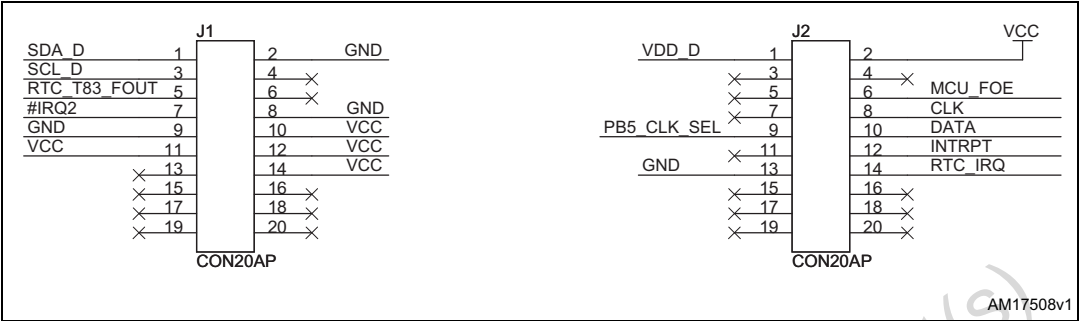 J1
SDA_D 1 2 GND
SCL_D 3 4
RTC_T83_FOUT 5 6
#IRQ2 7 8 GND
GND 9 10 VCC
VCC 11 12 VCC
13 14 VCC
15 16
17 18
19 20
CON20AP
J2 VCC
VDD_D 1 2
3 4
5 6 MCU_FOE
7 8 CLK
PB5_CLK_SEL 9 10 DATA
11 12 INTRPT
GND 13 14 RTC_IRQ
15 16
17 18
19 20
CON20AP
AM17508v1